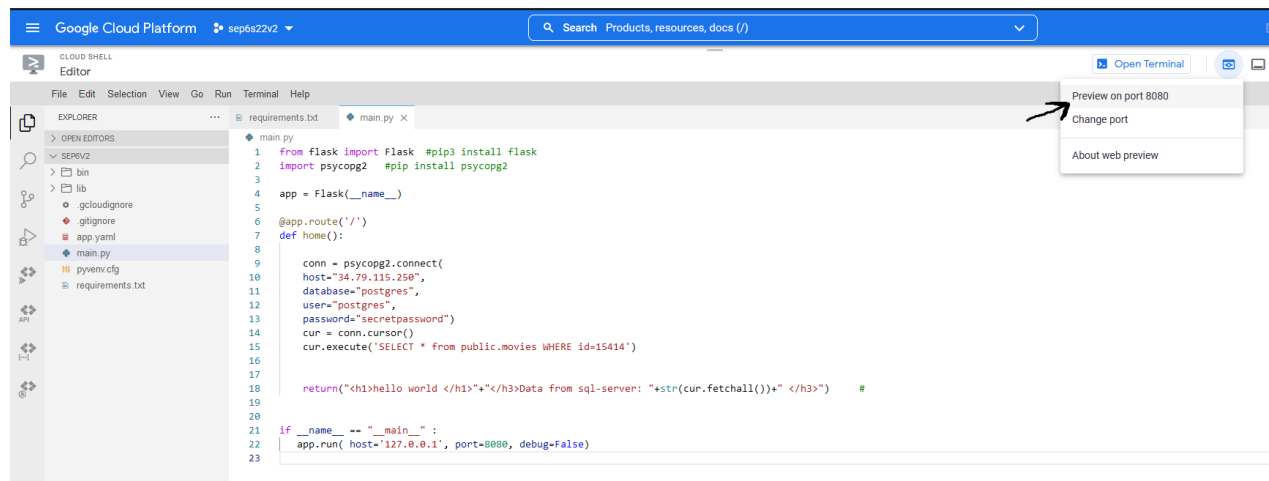 Google Cloud Platform sep6s22v2 Search Products, resources, docs (/)
CLOUD SHELL
Editor
Open Terminal
File Edit Selection View Go Run Terminal Help
Preview on port 8080
Change port
About web preview
EXPLORER ...
> OPEN EDITORS
SEP6V2
> bin
> lib
.gcloudignore
.gitignore
app.yaml
main.py
pyvenv.cfg
requirements.txt
API
requirements.txt main.py ×
main.py
1 from flask import Flask #pip3 install flask
2 import psycopg2 #pip install psycopg2
3
4 app = Flask(__name__)
5
6 @app.route('/')
7 def home():
8
9 conn = psycopg2.connect(
10 host="34.79.115.250",
11 database="postgres",
12 user="postgres",
13 password="secretpassword")
14 cur = conn.cursor()
15 cur.execute('SELECT * from public.movies WHERE id=15414')
16
17
18 return("<h1>hello world </h1>"+"</h3>Data from sql-server: "+str(cur.fetchall())+" </h3>") #
19
20
21 if __name__ == "__main__" :
22 app.run( host='127.0.0.1', port=8080, debug=False)
23